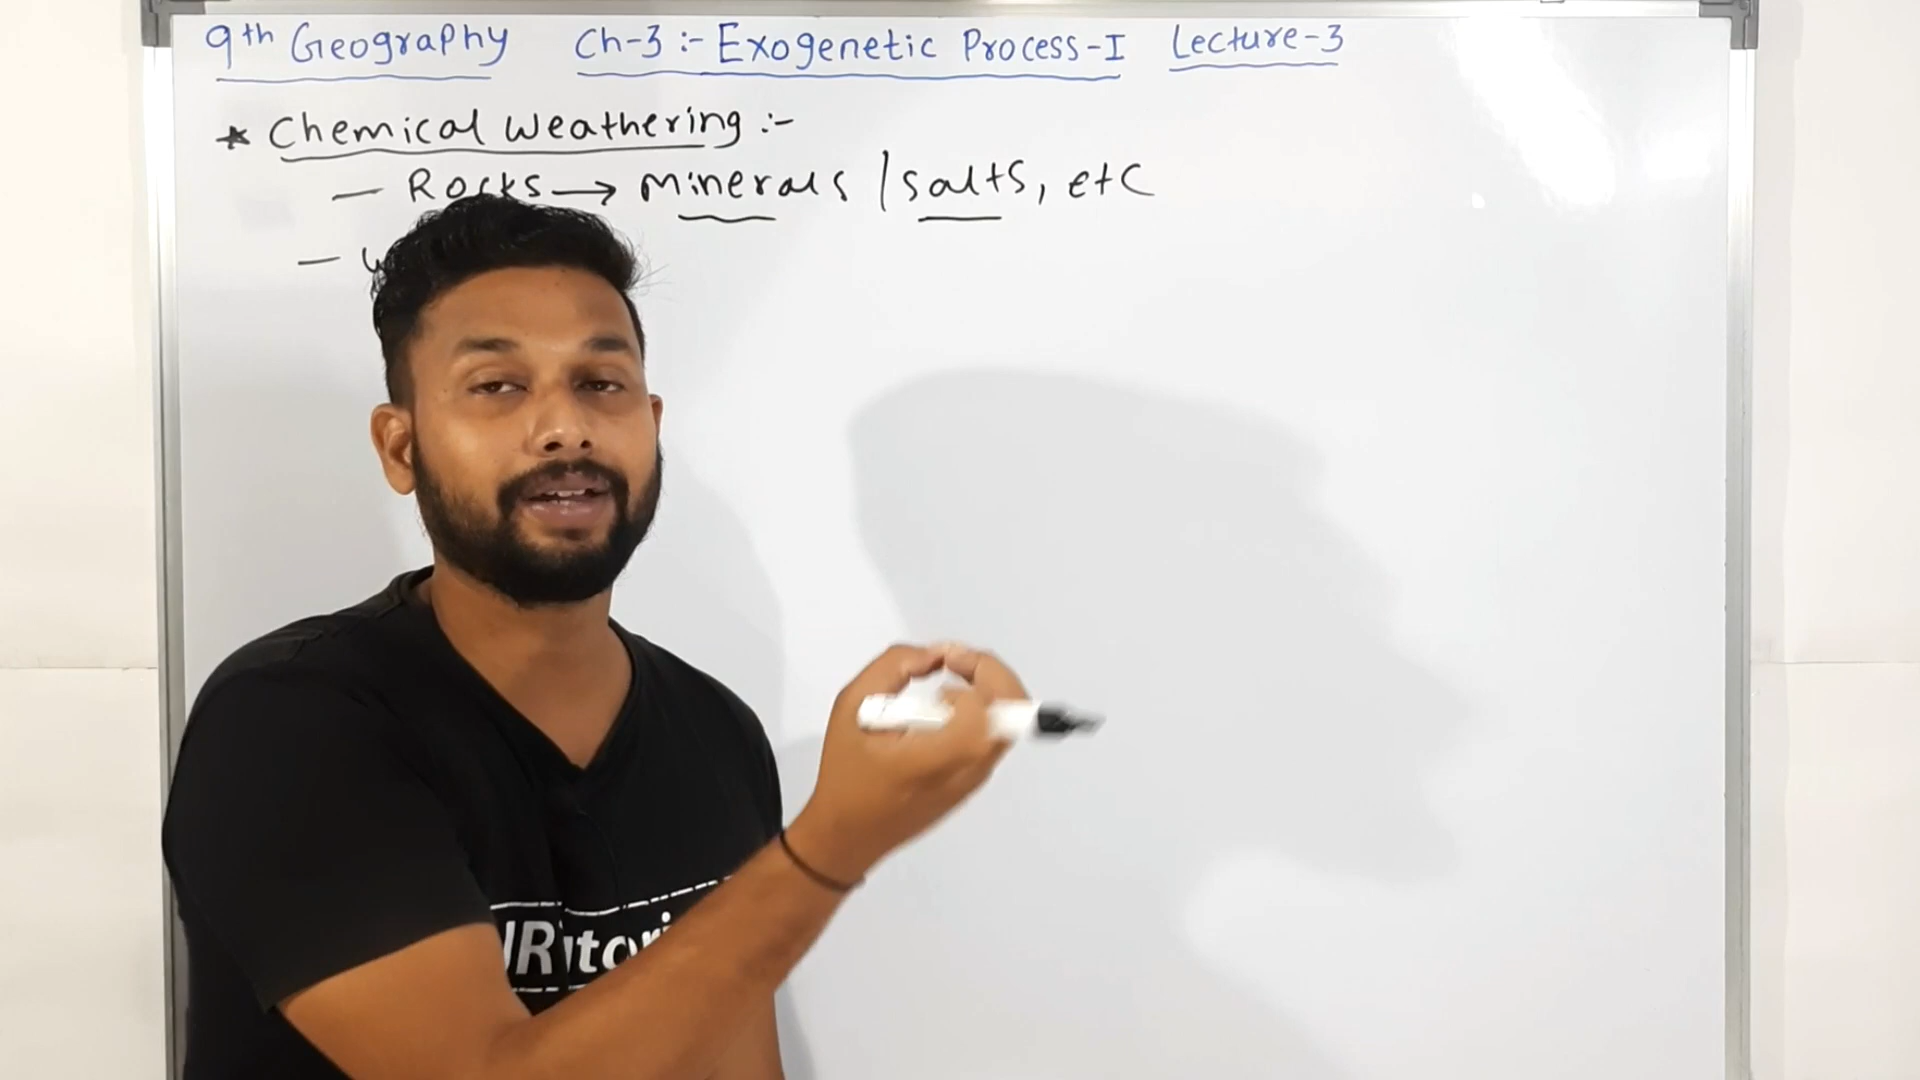 9th Geography Ch-3 :- Exogenetic Process-I Lecture-3
* Chemical Weathering :-
— Rocks → minerals / salts, etc
—